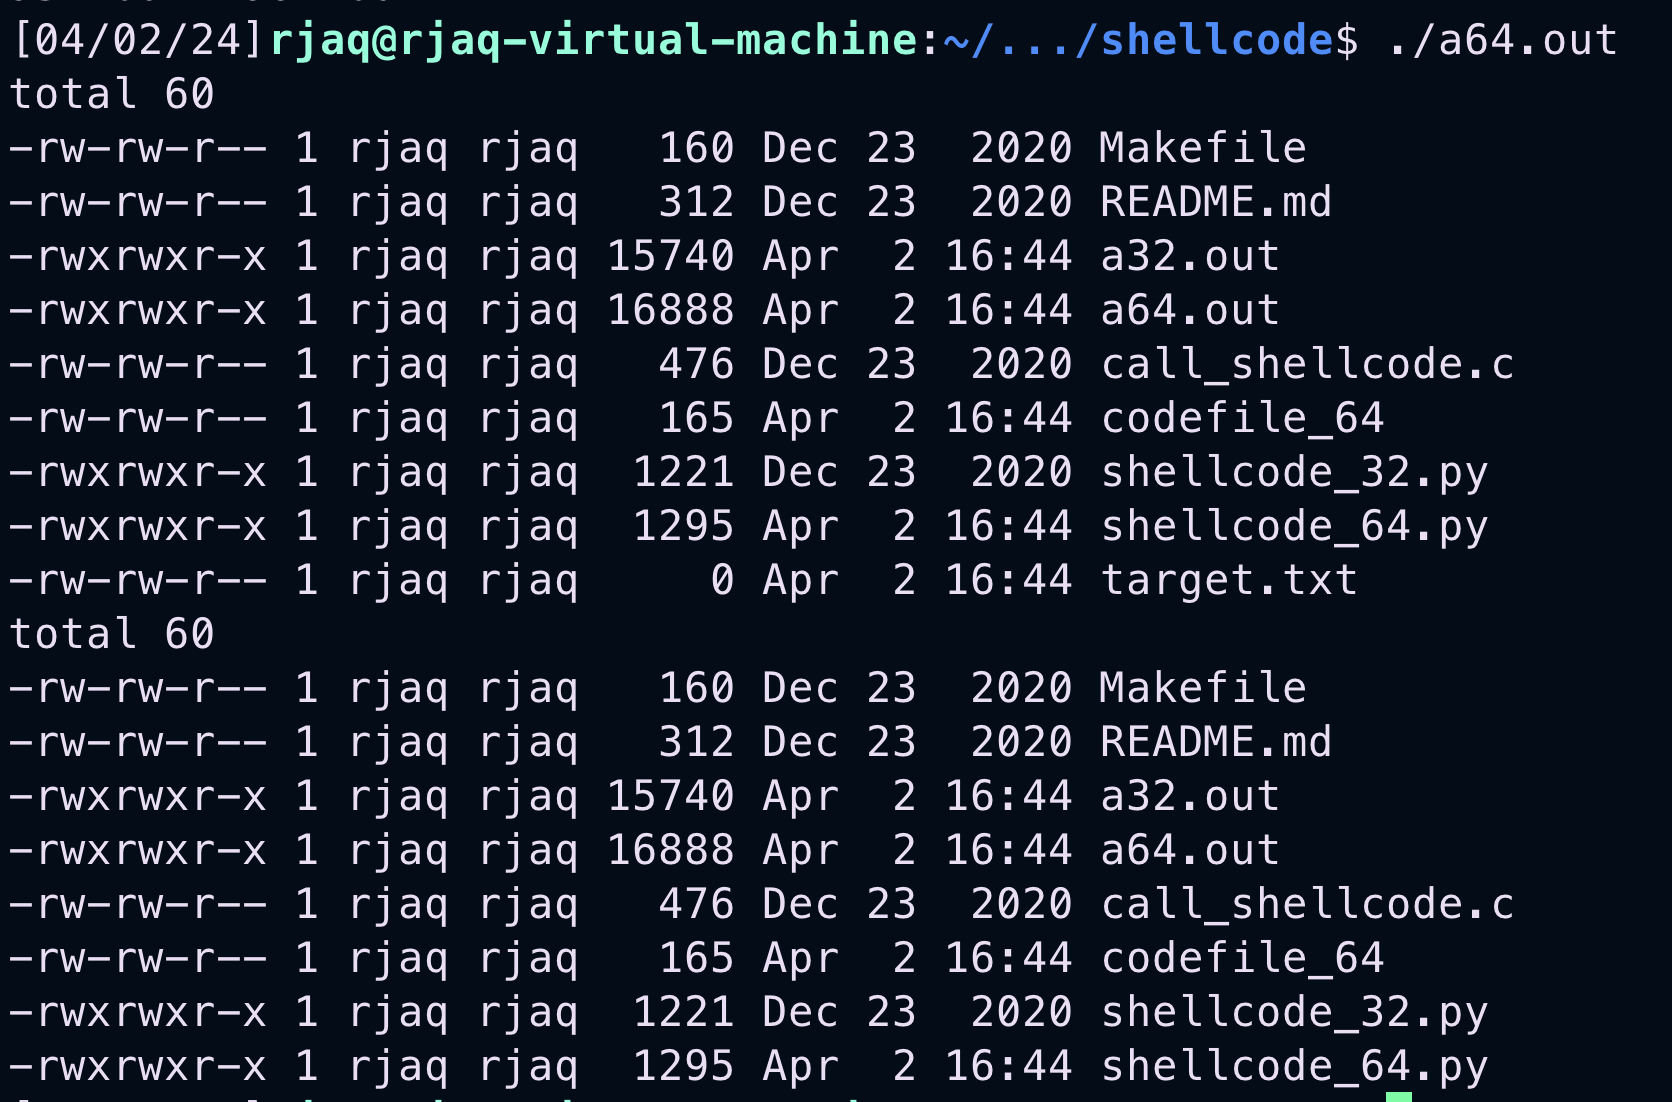 [04/02/24]rjaq@rjaq-virtual-machine:~/.../shellcode$ ./a64.out
total 60
-rw-rw-r-- 1 rjaq rjaq   160 Dec 23  2020 Makefile
-rw-rw-r-- 1 rjaq rjaq   312 Dec 23  2020 README.md
-rwxrwxr-x 1 rjaq rjaq 15740 Apr  2 16:44 a32.out
-rwxrwxr-x 1 rjaq rjaq 16888 Apr  2 16:44 a64.out
-rw-rw-r-- 1 rjaq rjaq   476 Dec 23  2020 call_shellcode.c
-rw-rw-r-- 1 rjaq rjaq   165 Apr  2 16:44 codefile_64
-rwxrwxr-x 1 rjaq rjaq  1221 Dec 23  2020 shellcode_32.py
-rwxrwxr-x 1 rjaq rjaq  1295 Apr  2 16:44 shellcode_64.py
-rw-rw-r-- 1 rjaq rjaq     0 Apr  2 16:44 target.txt
total 60
-rw-rw-r-- 1 rjaq rjaq   160 Dec 23  2020 Makefile
-rw-rw-r-- 1 rjaq rjaq   312 Dec 23  2020 README.md
-rwxrwxr-x 1 rjaq rjaq 15740 Apr  2 16:44 a32.out
-rwxrwxr-x 1 rjaq rjaq 16888 Apr  2 16:44 a64.out
-rw-rw-r-- 1 rjaq rjaq   476 Dec 23  2020 call_shellcode.c
-rw-rw-r-- 1 rjaq rjaq   165 Apr  2 16:44 codefile_64
-rwxrwxr-x 1 rjaq rjaq  1221 Dec 23  2020 shellcode_32.py
-rwxrwxr-x 1 rjaq rjaq  1295 Apr  2 16:44 shellcode_64.py